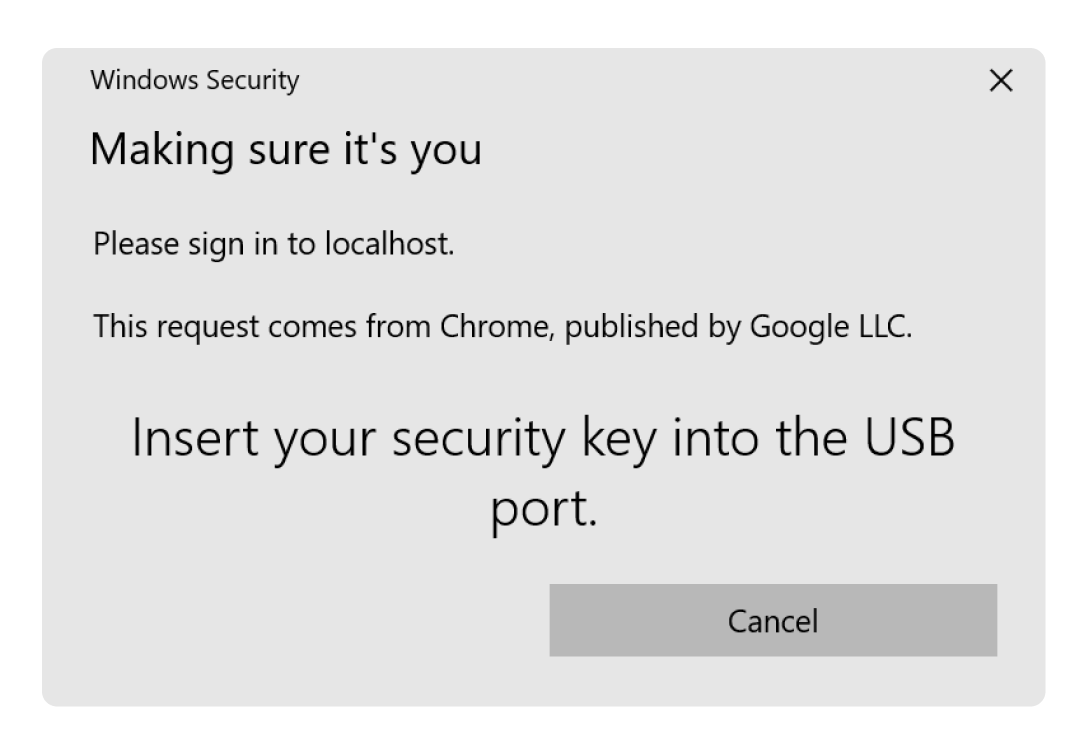 Windows Security
Making sure it's you
Please sign in to localhost.
This request comes from Chrome, published by Google LLC.
Insert your security key into the USB
port.
Cancel